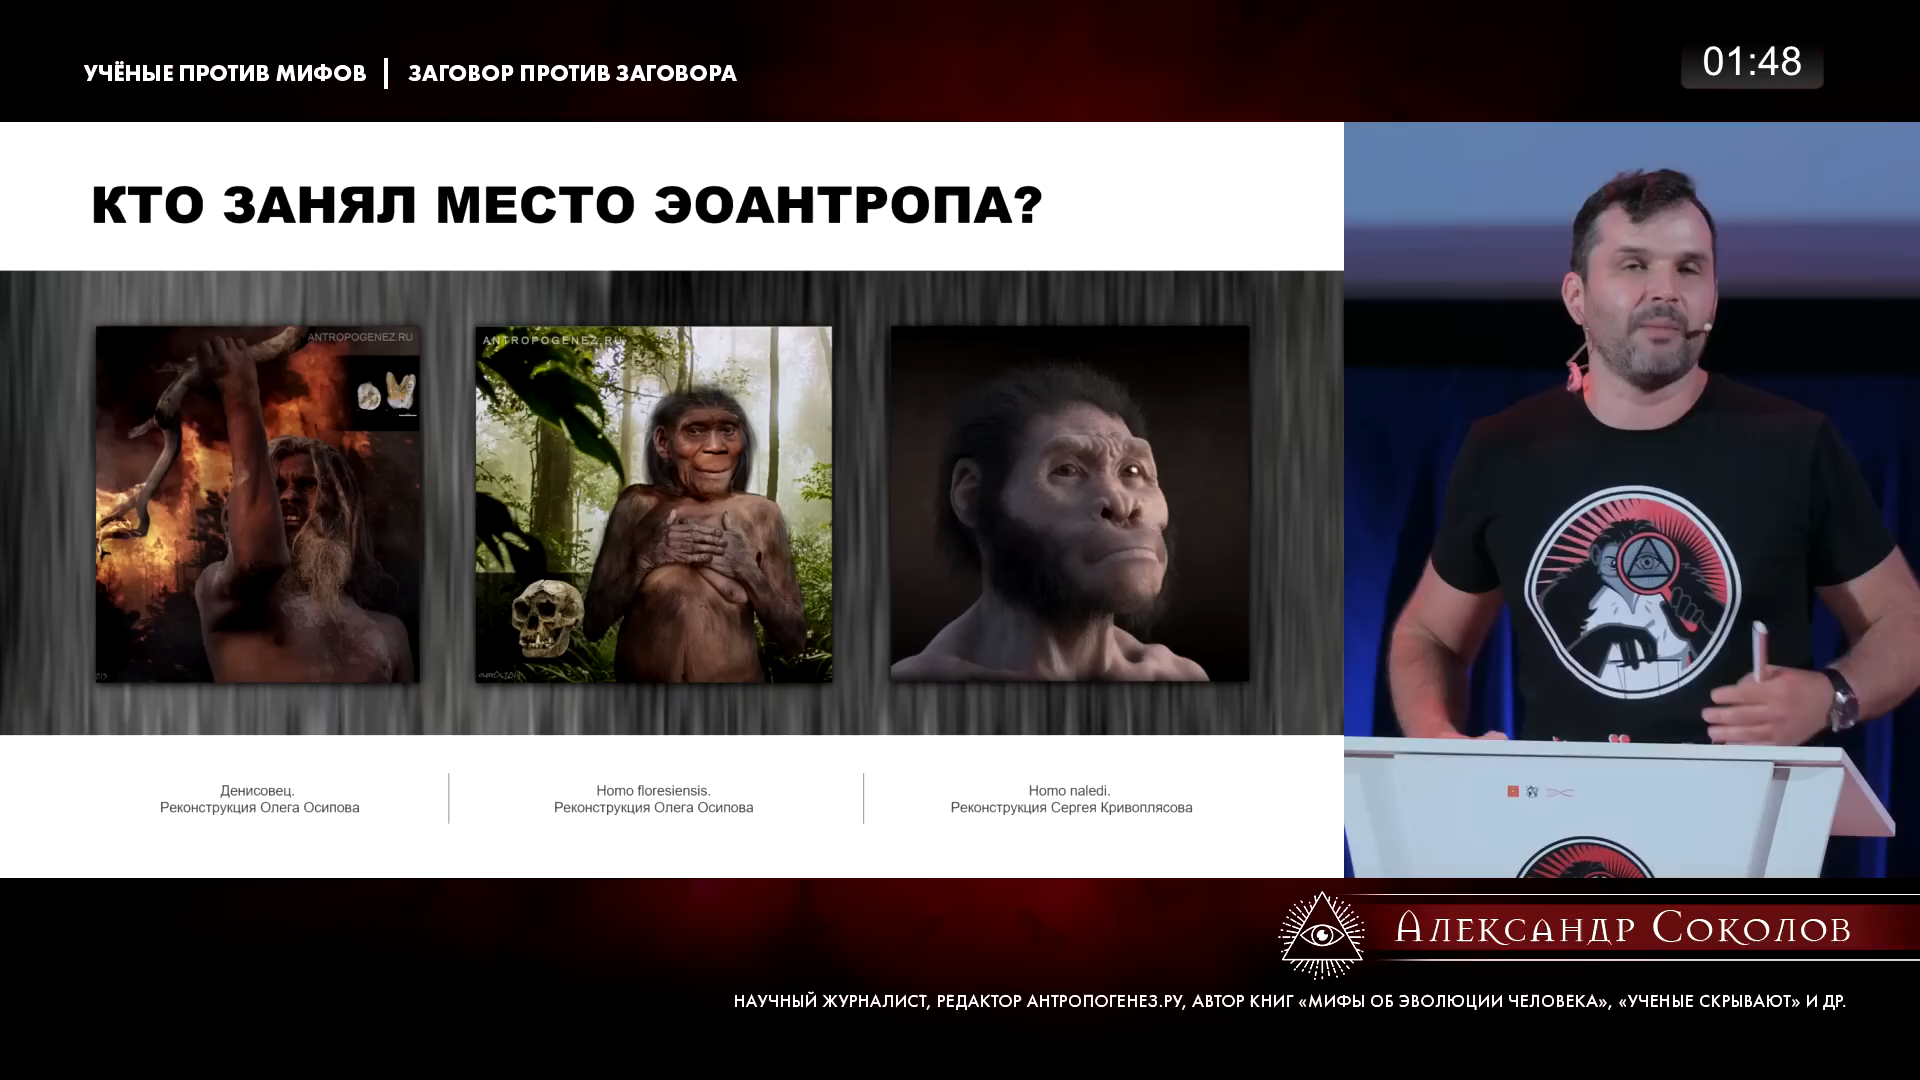 УЧЁНЫЕ ПРОТИВ МИФОВ | ЗАГОВОР ПРОТИВ ЗАГОВОРА
01:48
КТО ЗАНЯЛ МЕСТО ЭОАНТРОПА?
ANTROPOGENEZ.RU
ANTROPOGENEZ.RU
Денисовец.
Реконструкция Олега Осипова
Homo floresiensis.
Реконструкция Олега Осипова
Homo naledi.
Реконструкция Сергея Кривоплясова
АЛЕКСАНДР СОКОЛОВ
НАУЧНЫЙ ЖУРНАЛИСТ, РЕДАКТОР АНТРОПОГЕНЕЗ.РУ, АВТОР КНИГ «МИФЫ ОБ ЭВОЛЮЦИИ ЧЕЛОВЕКА», «УЧЕНЫЕ СКРЫВАЮТ» И ДР.